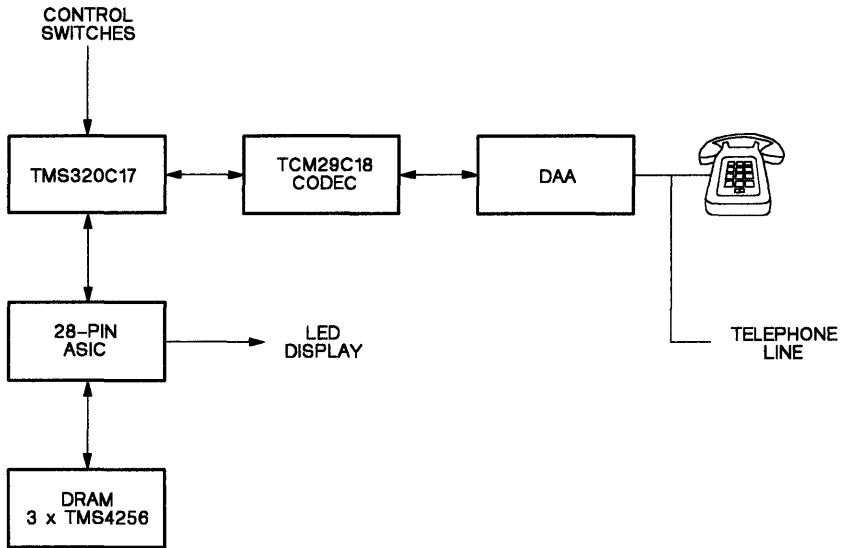 CONTROL
SWITCHES
TMS320C17
TCM29C18
CODEC
DAA
28-PIN
ASIC
LED
DISPLAY
TELEPHONE
LINE
DRAM
3 x TMS4256